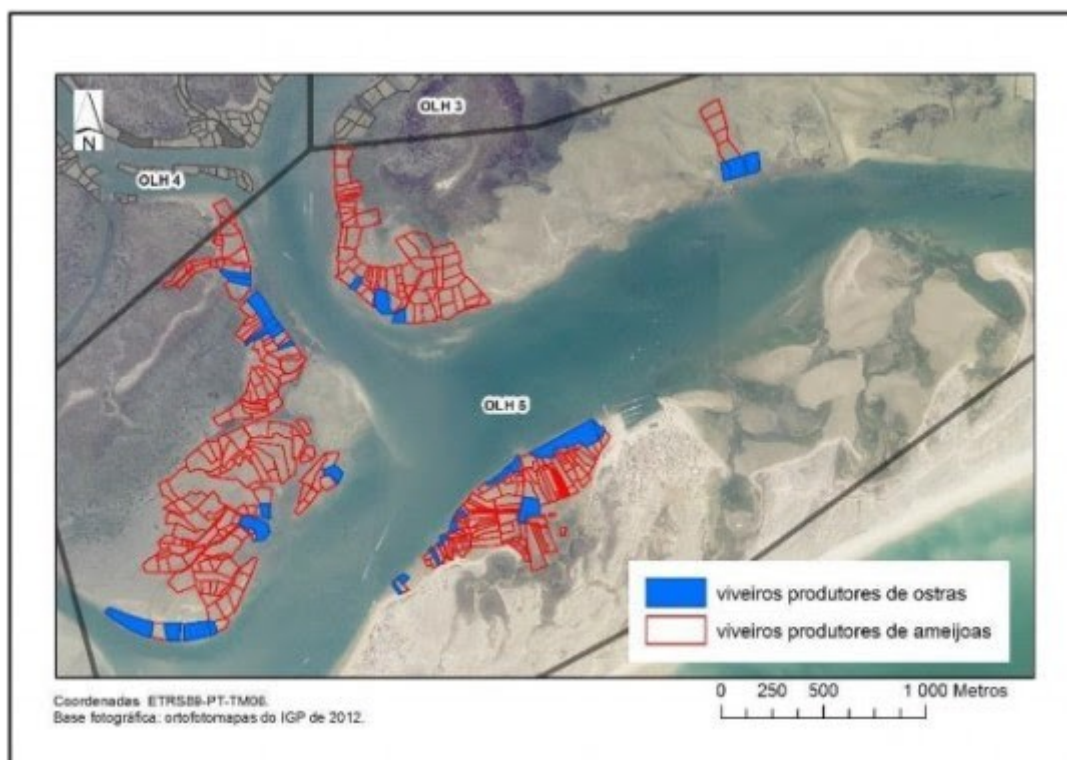 N
OLH 3
OLH 4
OLH 5
viveiros produtores de ostras
viveiros produtores de ameijoas
0 250 500 1 000 Metros
Coordenadas ETRS89-PT-TM06.
Base fotográfica: ortofotomapas do IGP de 2012.